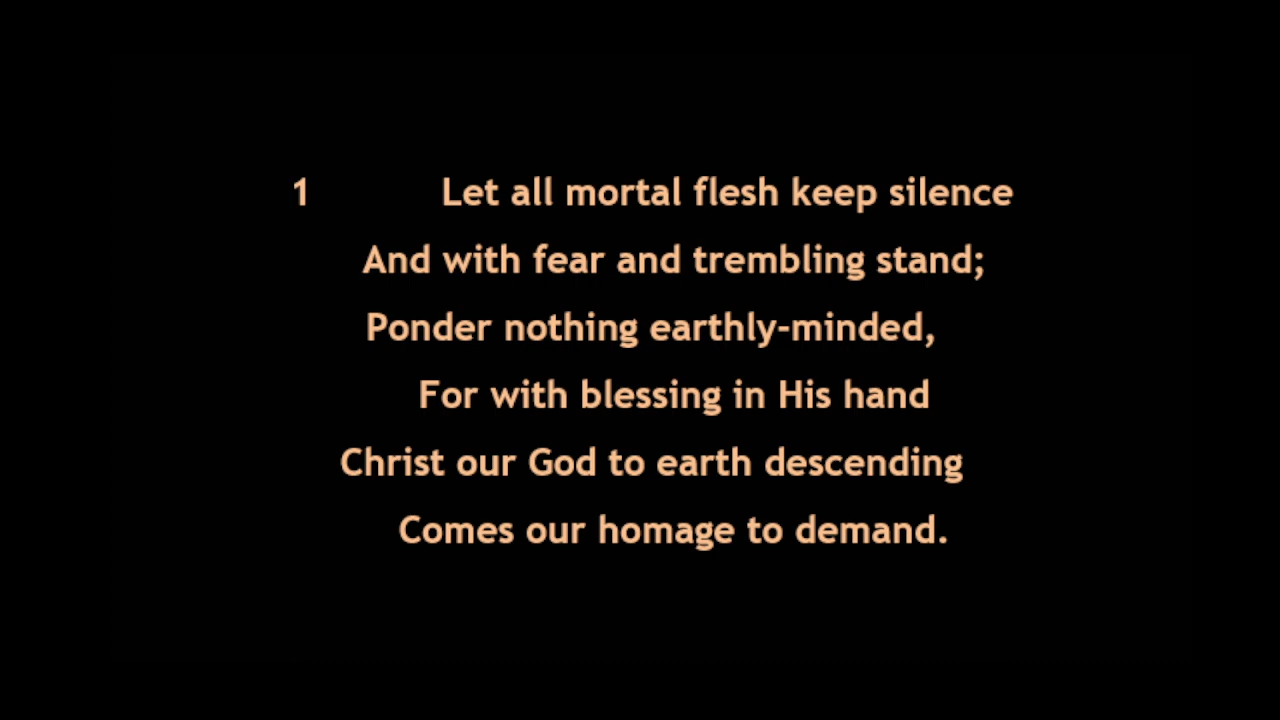 1 Let all mortal flesh keep silence
And with fear and trembling stand;
Ponder nothing earthly-minded,
For with blessing in His hand
Christ our God to earth descending
Comes our homage to demand.